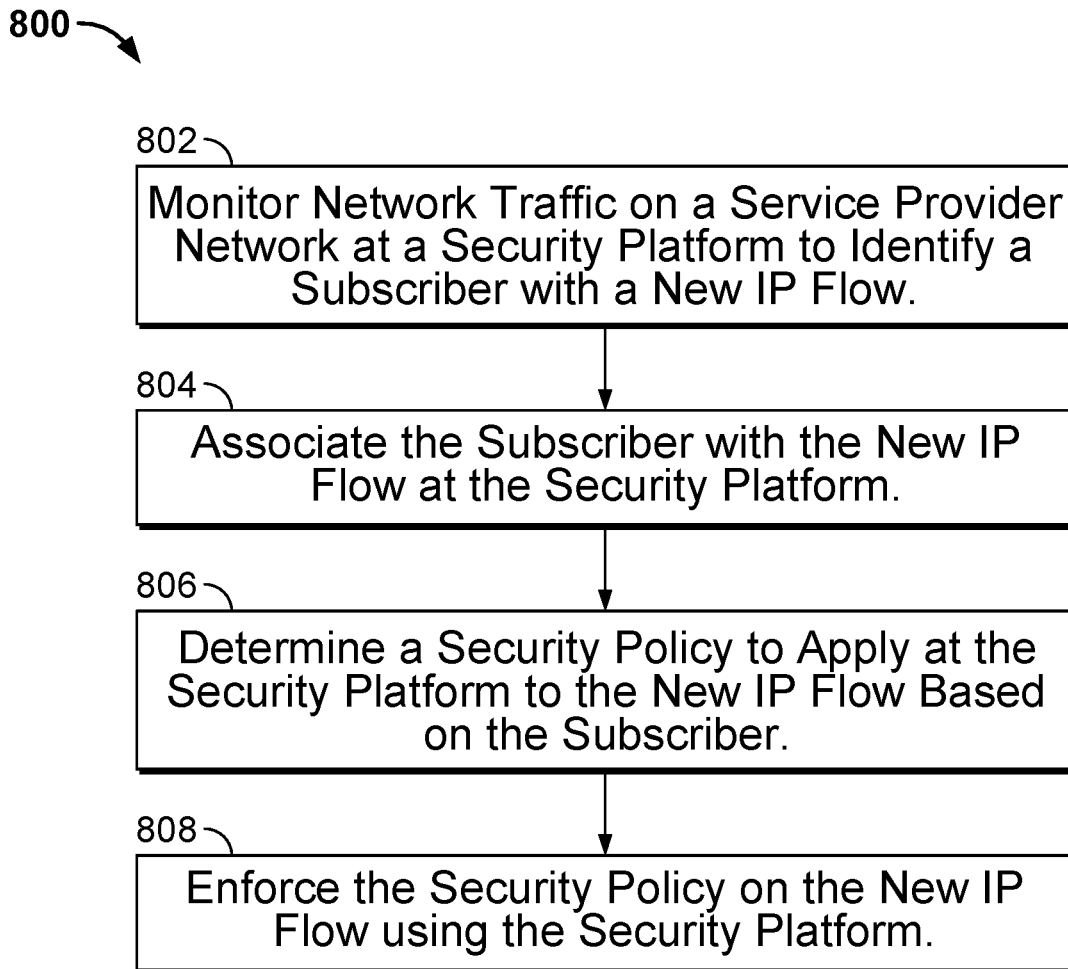 800
802
Monitor Network Traffic on a Service Provider
Network at a Security Platform to Identify a
Subscriber with a New IP Flow.
804
Associate the Subscriber with the New IP
Flow at the Security Platform.
806
Determine a Security Policy to Apply at the
Security Platform to the New IP Flow Based
on the Subscriber.
808
Enforce the Security Policy on the New IP
Flow using the Security Platform.